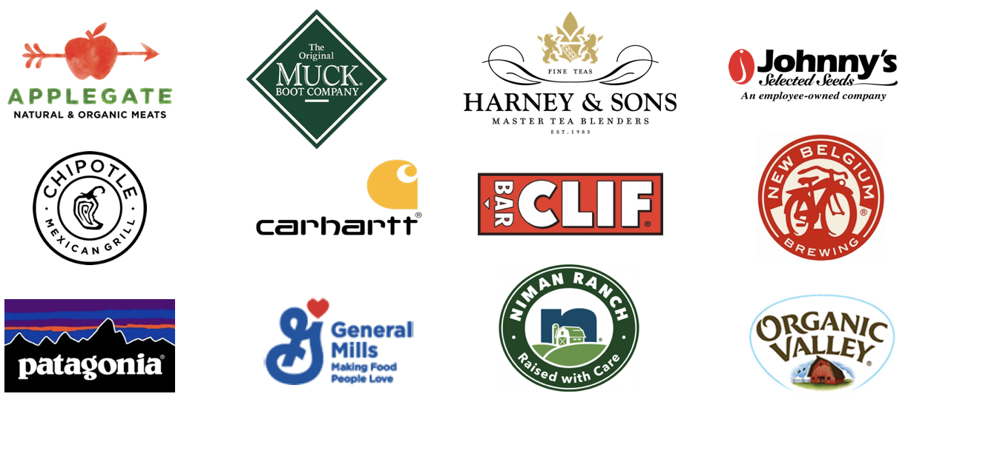 APPLEGATE
NATURAL & ORGANIC MEATS
The
Original
MUCK®
BOOT COMPANY
FINE TEAS
HARNEY & SONS
MASTER TEA BLENDERS
EST. 1983
Johnny's
Selected Seeds
An employee-owned company
CHIPOTLE
MEXICAN GRILL
carhartt®
CLIF®
BAR
NEW BELGIUM®
BREWING
patagonia®
General
Mills
Making Food
People Love
NIMAN RANCH
n®
Raised with Care
ORGANIC
VALLEY®